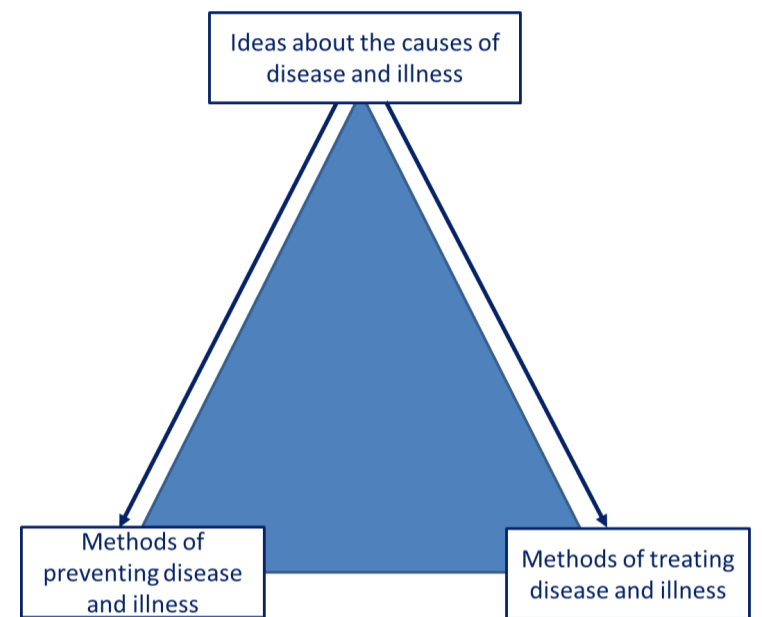 Ideas about the causes of
disease and illness
Methods of
preventing disease
and illness
Methods of treating
disease and illness